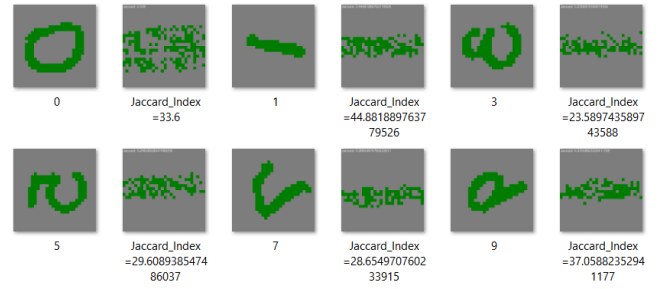 0
Jaccard_Index
=33.6
1
Jaccard_Index
=44.8818897637
79526
3
Jaccard_Index
=23.5897435897
43588
5
Jaccard_Index
=29.6089385474
86037
7
Jaccard_Index
=28.6549707602
33915
9
Jaccard_Index
=37.0588235294
1177